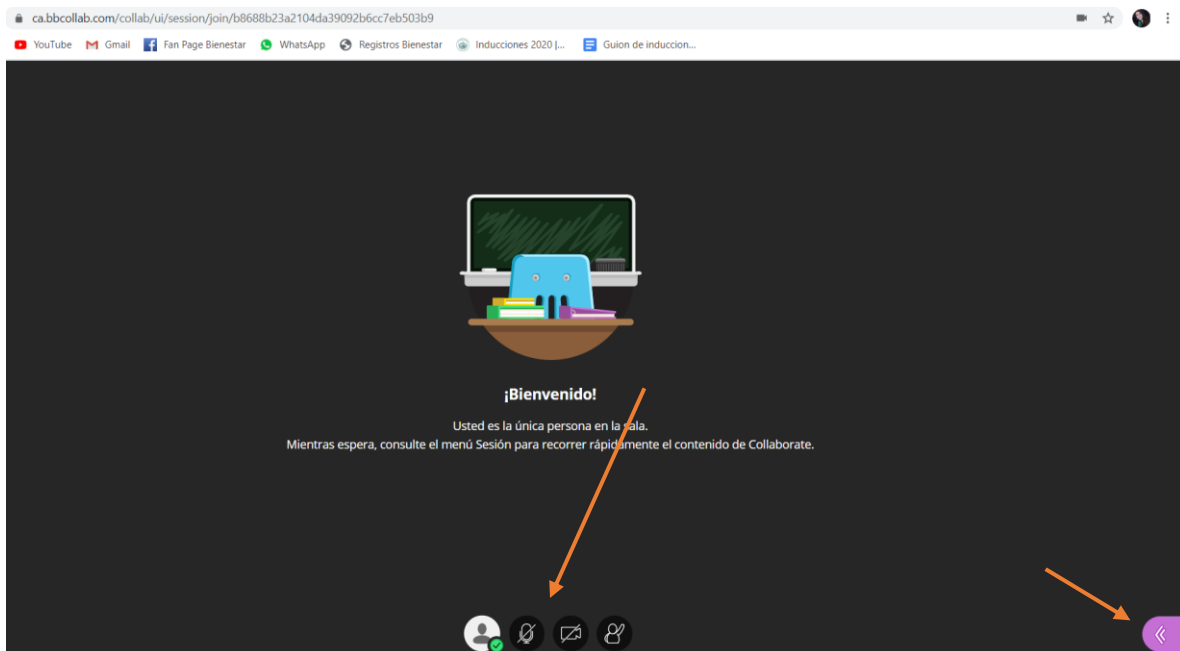 ca.bbcollab.com/collab/ui/session/join/b8688b23a2104da39092b6cc7eb503b9
YouTube Gmail Fan Page Bienestar WhatsApp Registros Bienestar Inducciones 2020 |... Guion de induccion...
¡Bienvenido!
Usted es la única persona en la sala.
Mientras espera, consulte el menú Sesión para recorrer rápidamente el contenido de Collaborate.